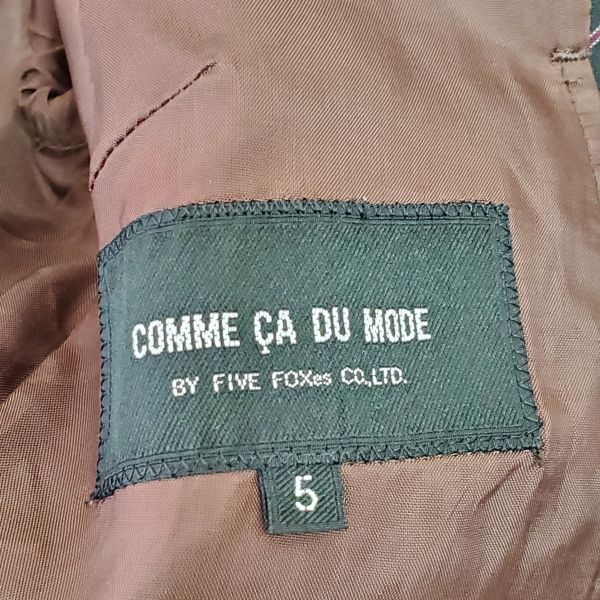 COMME ÇA DU MODE
BY FIVE FOXes CO.,LTD.
5